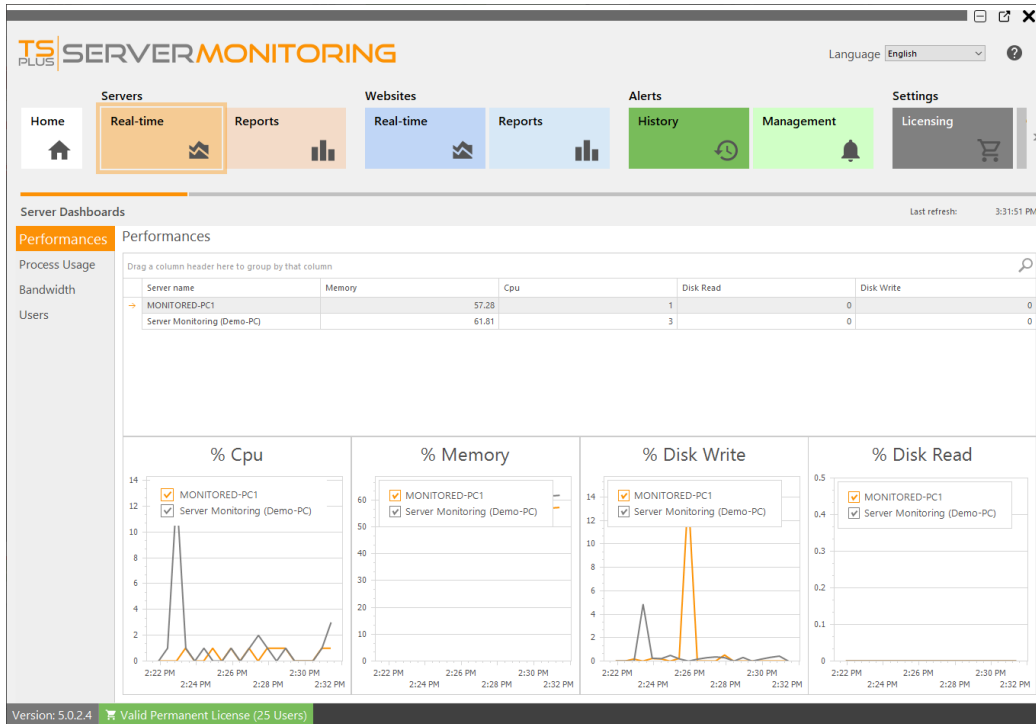 TS PLUS SERVERMONITORING
Language English
Servers
Websites
Alerts
Settings
Home
Real-time
Reports
Real-time
Reports
History
Management
Licensing
Server Dashboards
Last refresh: 3:31:51 PM
Performances
Process Usage
Bandwidth
Users
Performances
Drag a column header here to group by that column
Server name Memory Cpu Disk Read Disk Write
MONITORED-PC1 57.28 1 0 0
Server Monitoring (Demo-PC) 61.81 3 0 0
% Cpu
MONITORED-PC1
Server Monitoring (Demo-PC)
14
12
10
8
6
4
2
0
2:22 PM 2:26 PM 2:30 PM
2:24 PM 2:28 PM 2:32 PM
% Memory
MONITORED-PC1
Server Monitoring (Demo-PC)
60
50
40
30
20
10
0
2:22 PM 2:26 PM 2:30 PM
2:24 PM 2:28 PM 2:32 PM
% Disk Write
MONITORED-PC1
Server Monitoring (Demo-PC)
14
12
10
8
6
4
2
0
2:22 PM 2:26 PM 2:30 PM
2:24 PM 2:28 PM 2:32 PM
% Disk Read
MONITORED-PC1
Server Monitoring (Demo-PC)
0.5
0.4
0.3
0.2
0.1
0
2:22 PM 2:26 PM 2:30 PM
2:24 PM 2:28 PM 2:32 PM
Version: 5.0.2.4 Valid Permanent License (25 Users)